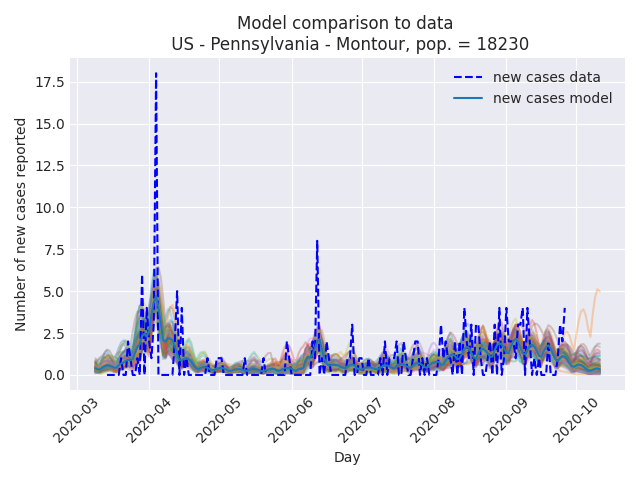 Model comparison to data
US - Pennsylvania - Montour, pop. = 18230
new cases data
new cases model
Number of new cases reported
17.5
15.0
12.5
10.0
7.5
5.0
2.5
0.0
2020-03
2020-04
2020-05
2020-06
2020-07
2020-08
2020-09
2020-10
Day